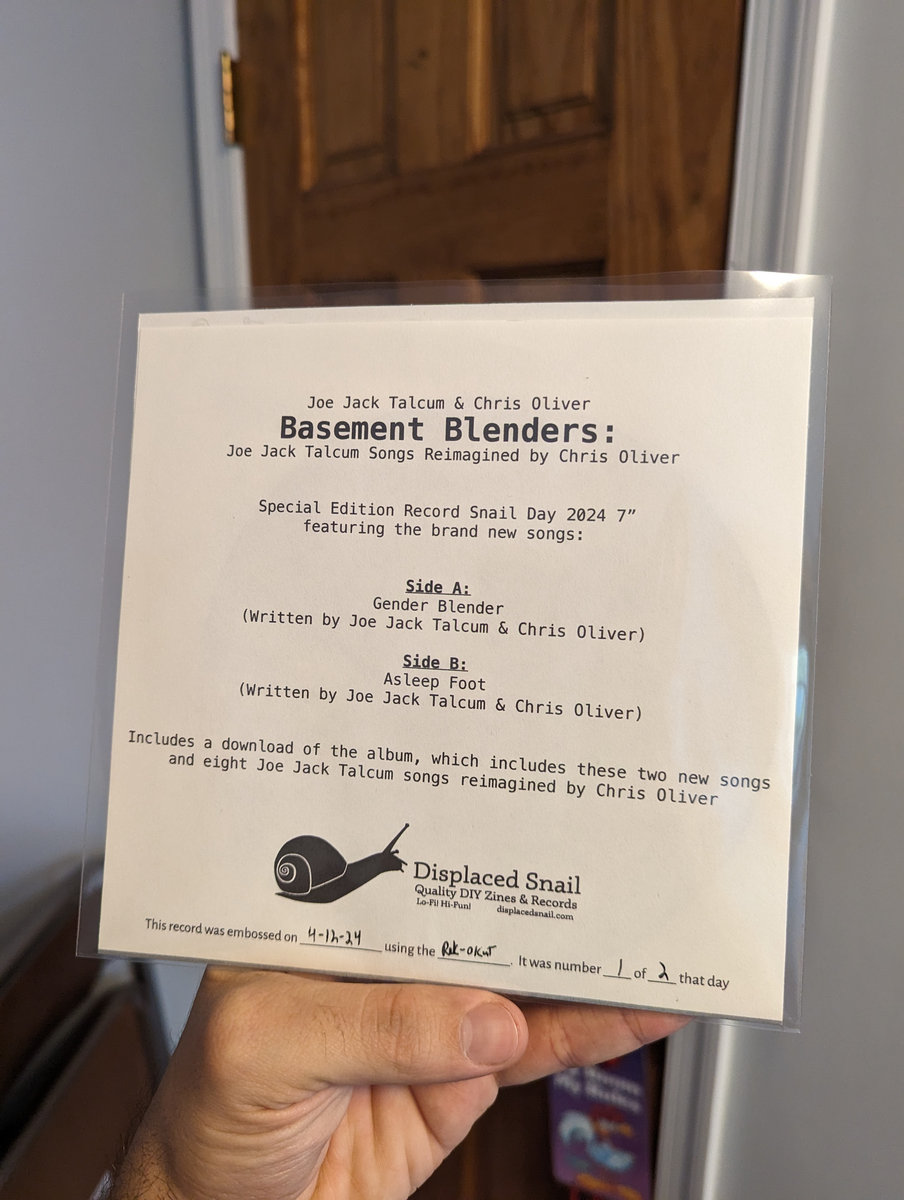 Joe Jack Talcum & Chris Oliver
Basement Blenders:
Joe Jack Talcum Songs Reimagined by Chris Oliver
Special Edition Record Snail Day 2024 7”
featuring the brand new songs:
Side A:
Gender Blender
(Written by Joe Jack Talcum & Chris Oliver)
Side B:
Asleep Foot
(Written by Joe Jack Talcum & Chris Oliver)
Includes a download of the album, which includes these two new songs
and eight Joe Jack Talcum songs reimagined by Chris Oliver
Displaced Snail
Quality DIY Zines & Records
Lo-Fi! Hi-Fun! displacedsnail.com
This record was embossed on 4-12-24 using the Rek-OKut. It was number 1 of 2 that day